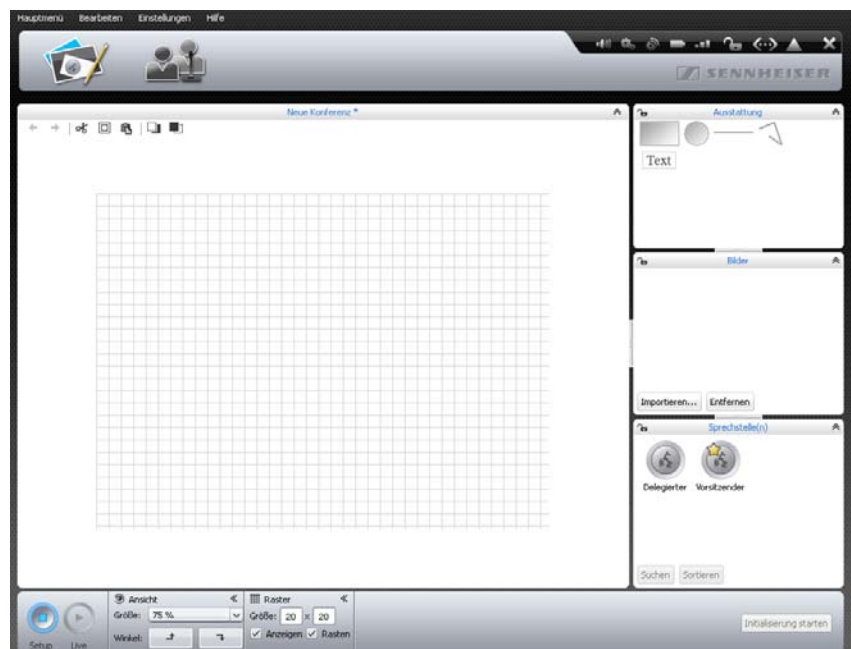 Hauptmenü Bearbeiten Einstellungen Hilfe
SENNHEISER
Neue Konferenz *
Ausstattung
Text
Bilder
Importieren... Entfernen
Sprechstelle(n)
Delegierter Vorsitzender
Suchen Sortieren
Ansicht
Größe: 75 %
Winkel:
Raster
Größe: 20 x 20
Anzeigen Rasten
Setup Live
Initialisierung starten